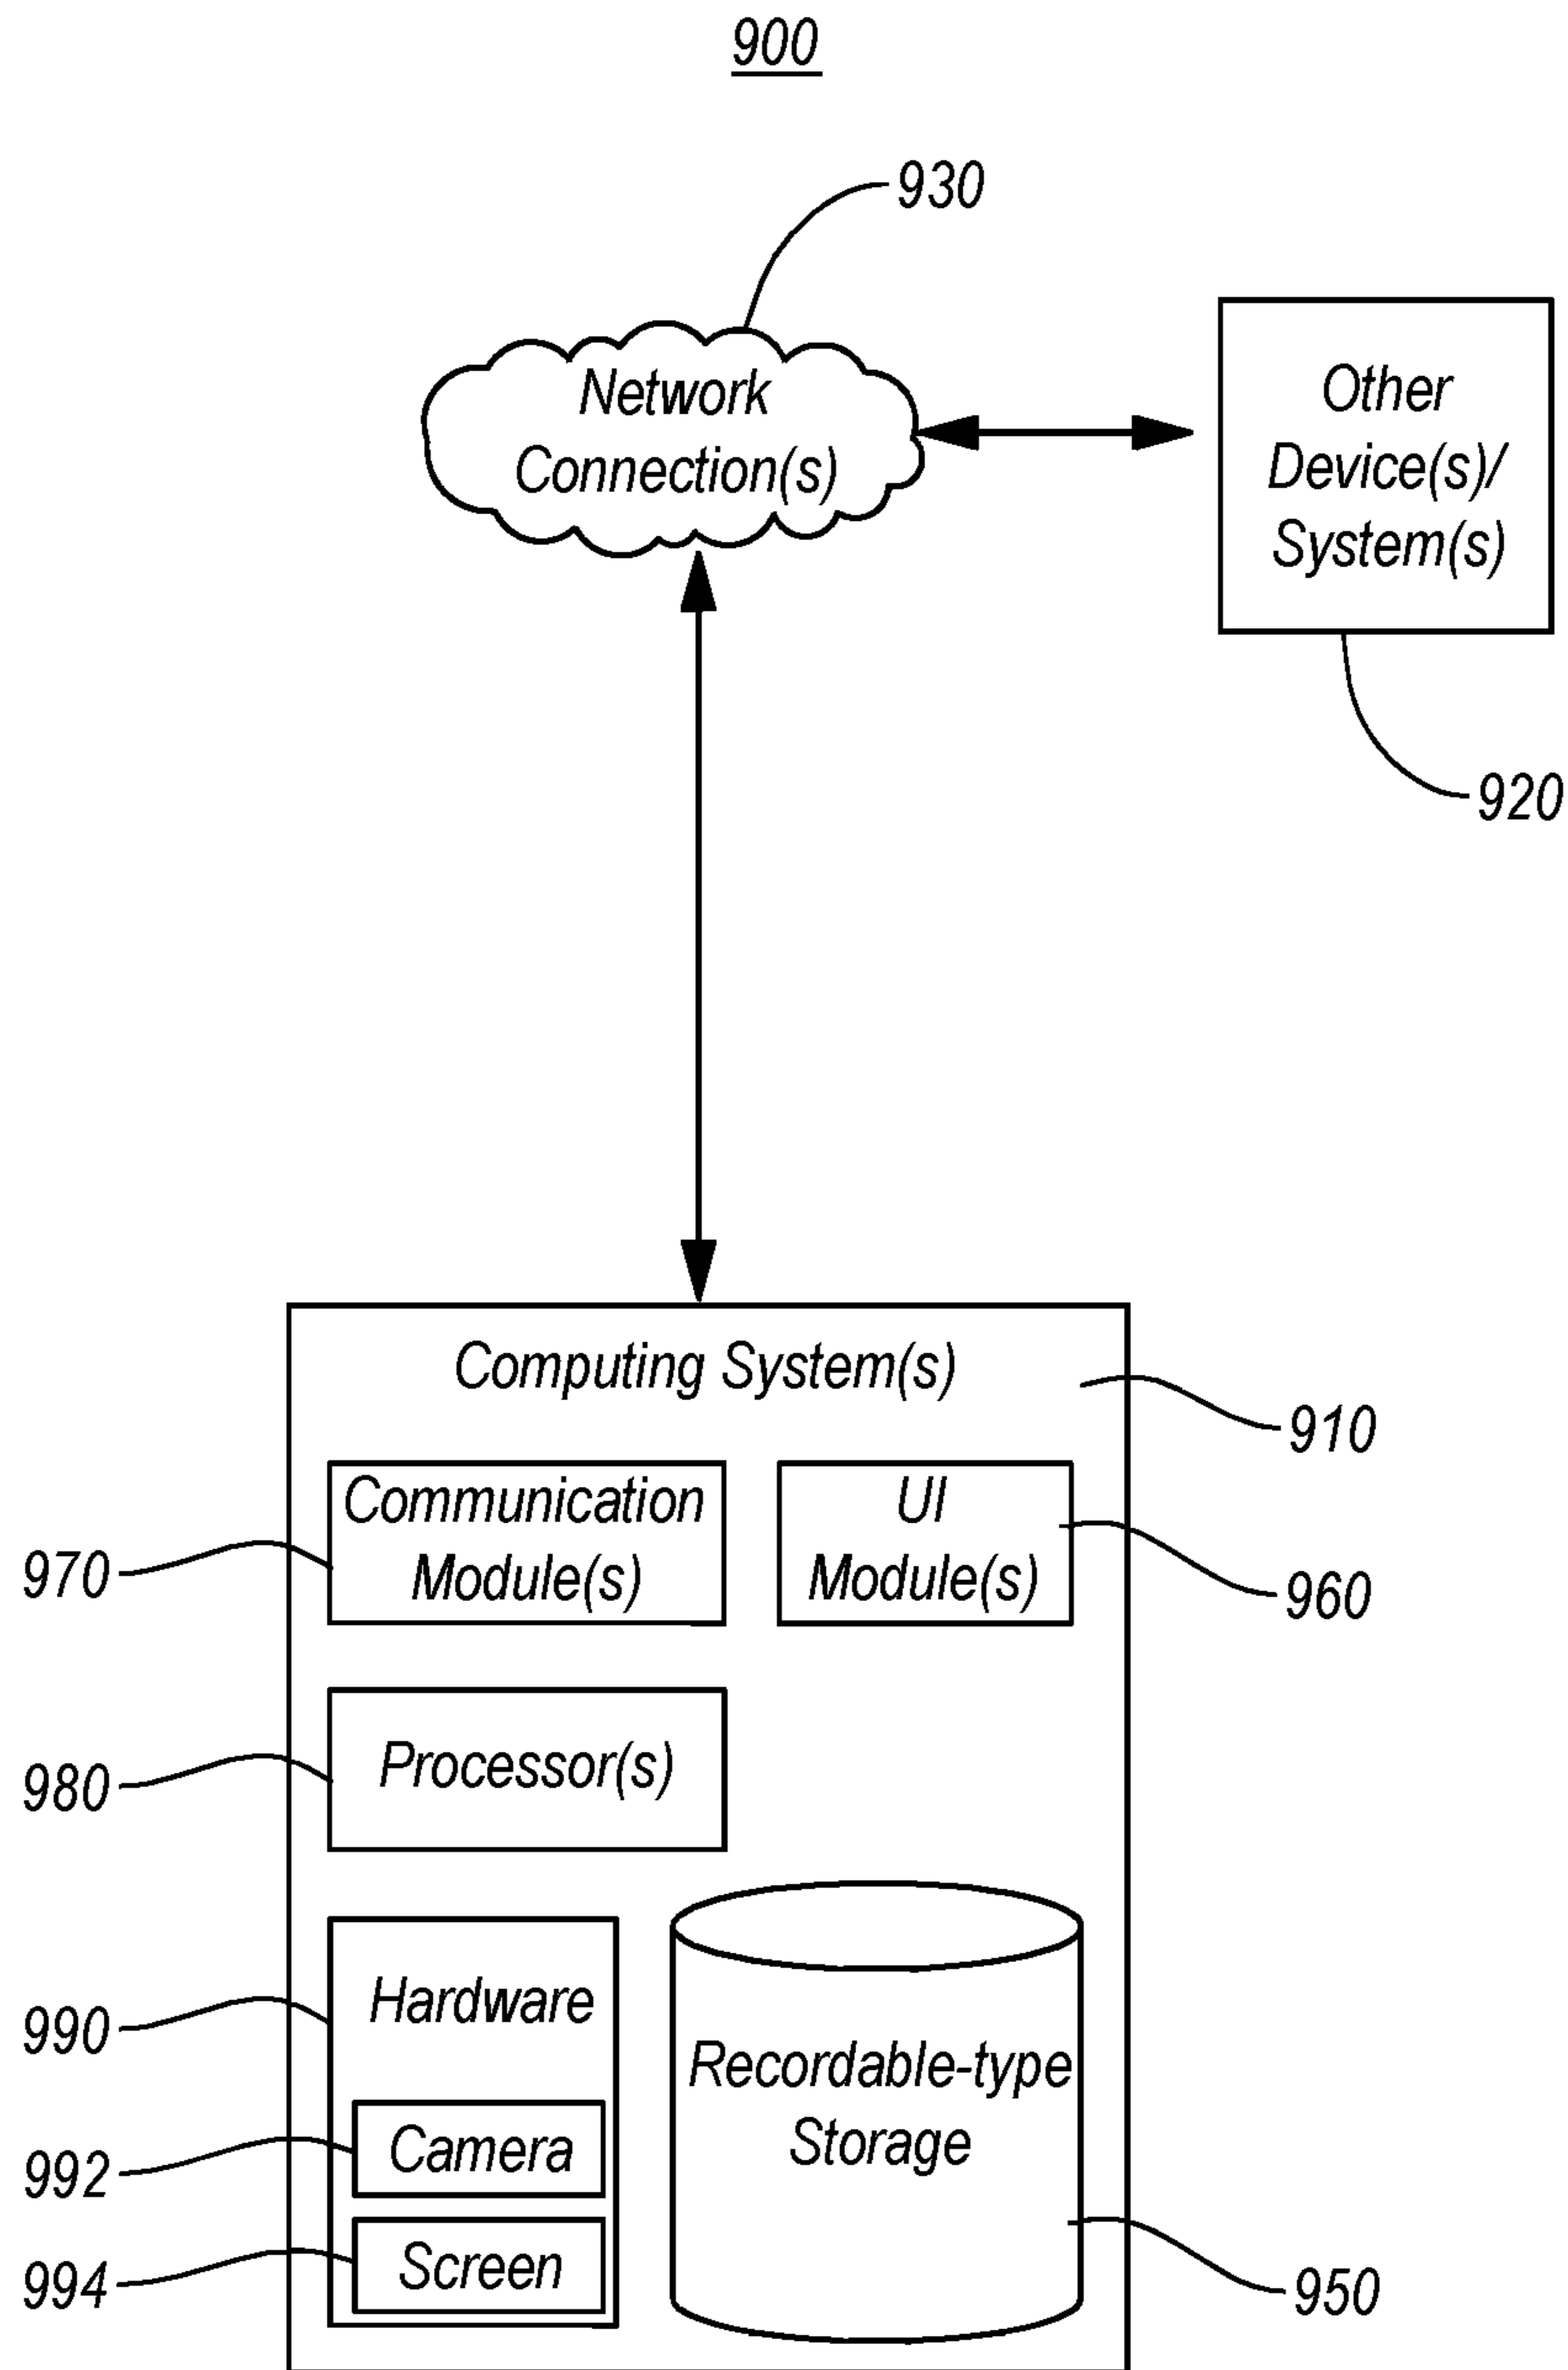 900
930
Network
Connection(s)
Other
Device(s)/
System(s)
920
Computing System(s)
910
Communication
Module(s)
970
UI
Module(s)
960
Processor(s)
980
Hardware
990
Camera
992
Screen
994
Recordable-type
Storage
950